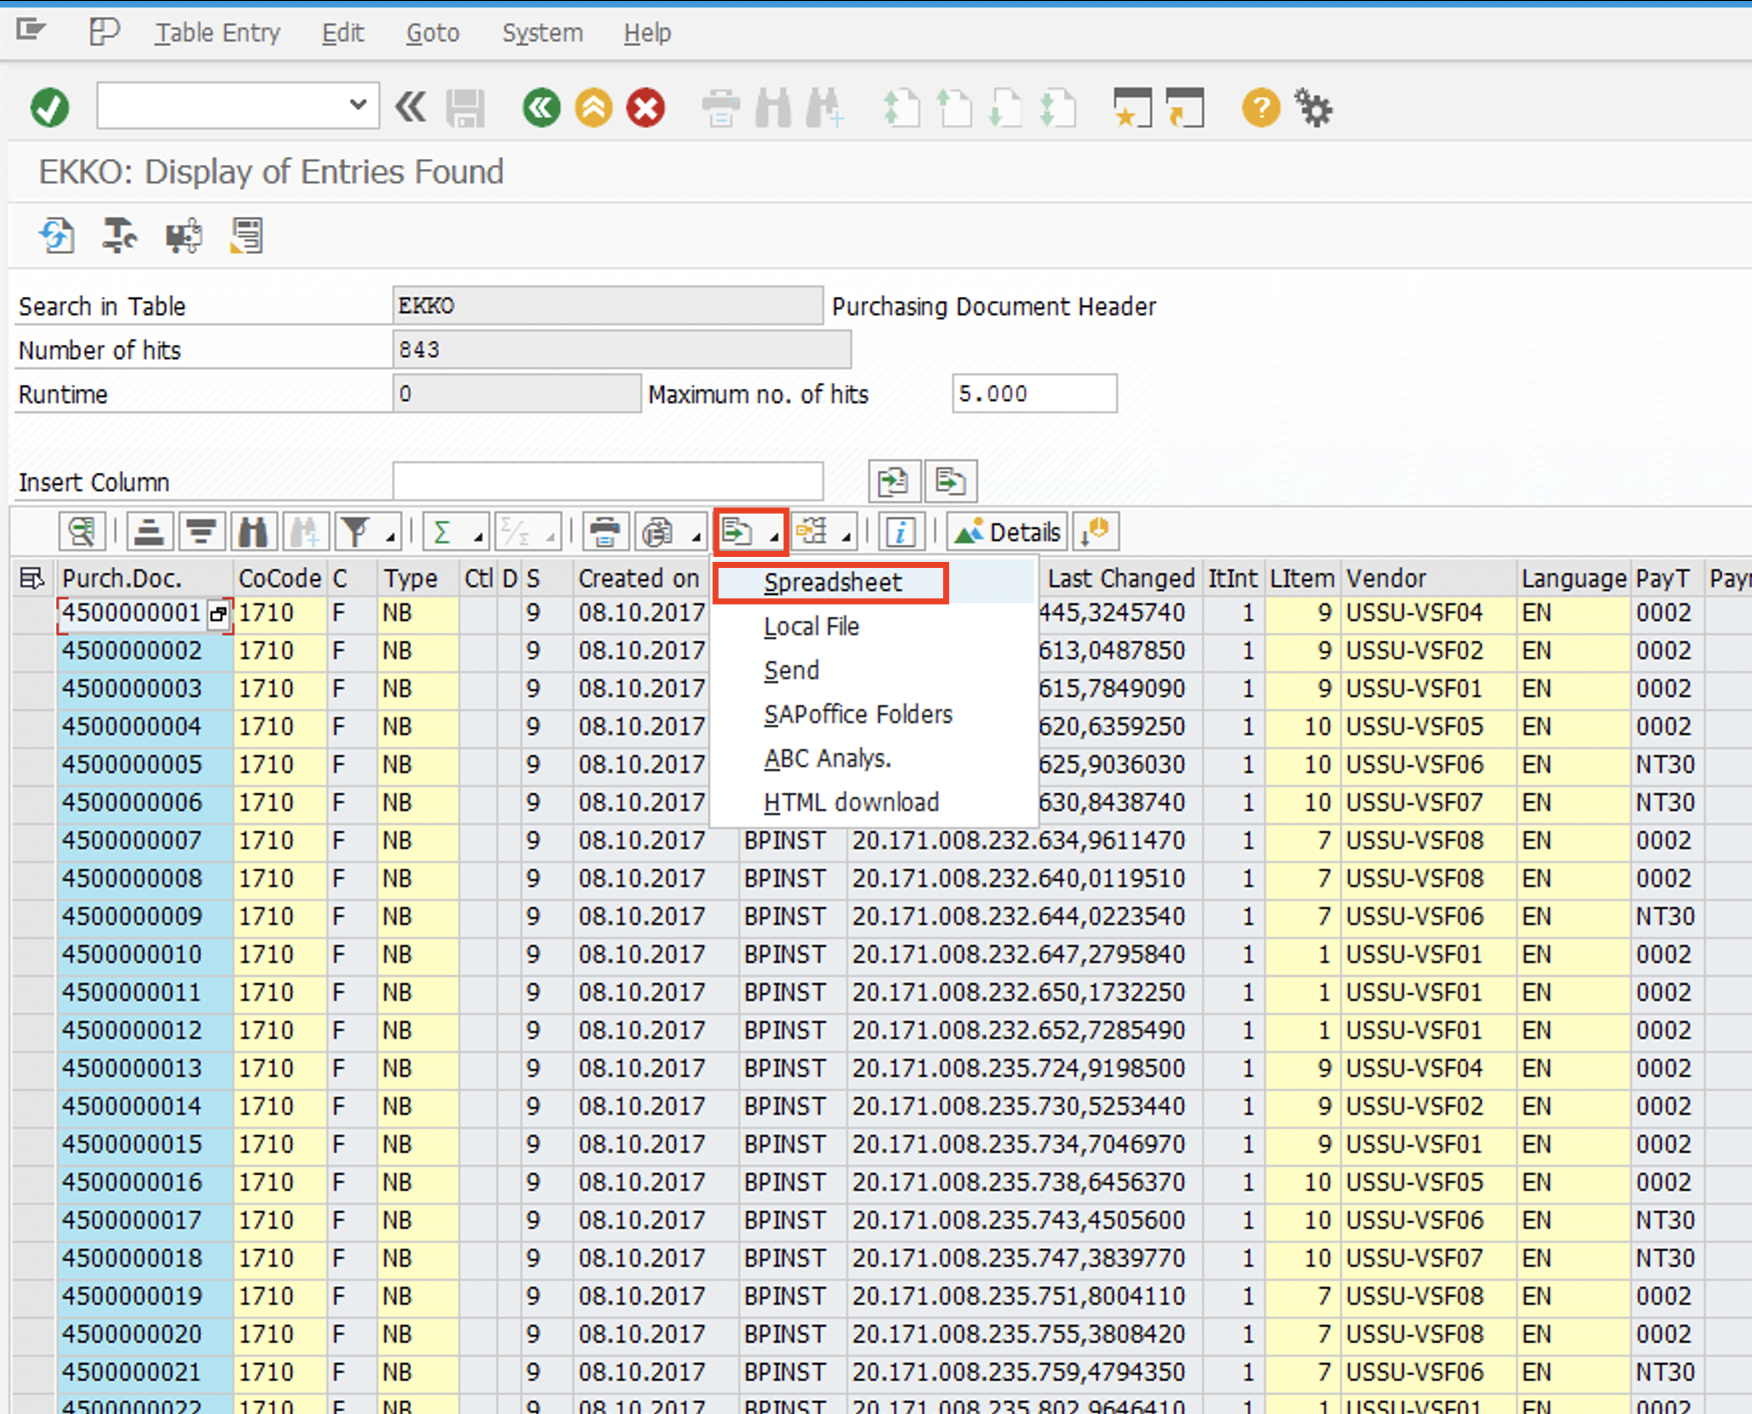 Table Entry Edit Goto System Help
EKKO: Display of Entries Found
Search in Table EKKO Purchasing Document Header
Number of hits 843
Runtime 0 Maximum no. of hits 5.000
Insert Column
Σ Details
Purch.Doc. CoCode C Type Ctl D S Created on Last Changed ItInt LItem Vendor Language PayT
Spreadsheet
Local File
Send
SAPoffice Folders
ABC Analys.
HTML download
4500000001 1710 F NB 9 08.10.2017 445,3245740 1 9 USSU-VSF04 EN 0002
4500000002 1710 F NB 9 08.10.2017 613,0487850 1 9 USSU-VSF02 EN 0002
4500000003 1710 F NB 9 08.10.2017 615,7849090 1 9 USSU-VSF01 EN 0002
4500000004 1710 F NB 9 08.10.2017 620,6359250 1 10 USSU-VSF05 EN 0002
4500000005 1710 F NB 9 08.10.2017 625,9036030 1 10 USSU-VSF06 EN NT30
4500000006 1710 F NB 9 08.10.2017 630,8438740 1 10 USSU-VSF07 EN NT30
4500000007 1710 F NB 9 08.10.2017 BPINST 20.171.008.232.634,9611470 1 7 USSU-VSF08 EN 0002
4500000008 1710 F NB 9 08.10.2017 BPINST 20.171.008.232.640,0119510 1 7 USSU-VSF08 EN 0002
4500000009 1710 F NB 9 08.10.2017 BPINST 20.171.008.232.644,0223540 1 7 USSU-VSF06 EN NT30
4500000010 1710 F NB 9 08.10.2017 BPINST 20.171.008.232.647,2795840 1 1 USSU-VSF01 EN 0002
4500000011 1710 F NB 9 08.10.2017 BPINST 20.171.008.232.650,1732250 1 1 USSU-VSF01 EN 0002
4500000012 1710 F NB 9 08.10.2017 BPINST 20.171.008.232.652,7285490 1 1 USSU-VSF01 EN 0002
4500000013 1710 F NB 9 08.10.2017 BPINST 20.171.008.235.724,9198500 1 9 USSU-VSF04 EN 0002
4500000014 1710 F NB 9 08.10.2017 BPINST 20.171.008.235.730,5253440 1 9 USSU-VSF02 EN 0002
4500000015 1710 F NB 9 08.10.2017 BPINST 20.171.008.235.734,7046970 1 9 USSU-VSF01 EN 0002
4500000016 1710 F NB 9 08.10.2017 BPINST 20.171.008.235.738,6456370 1 10 USSU-VSF05 EN 0002
4500000017 1710 F NB 9 08.10.2017 BPINST 20.171.008.235.743,4505600 1 10 USSU-VSF06 EN NT30
4500000018 1710 F NB 9 08.10.2017 BPINST 20.171.008.235.747,3839770 1 10 USSU-VSF07 EN NT30
4500000019 1710 F NB 9 08.10.2017 BPINST 20.171.008.235.751,8004110 1 7 USSU-VSF08 EN 0002
4500000020 1710 F NB 9 08.10.2017 BPINST 20.171.008.235.755,3808420 1 7 USSU-VSF08 EN 0002
4500000021 1710 F NB 9 08.10.2017 BPINST 20.171.008.235.759,4794350 1 7 USSU-VSF06 EN NT30
4500000022 1710 F NB 9 08.10.2017 BPINST 20.171.008.235.802,9646410 1 1 USSU-VSF01 EN 0002